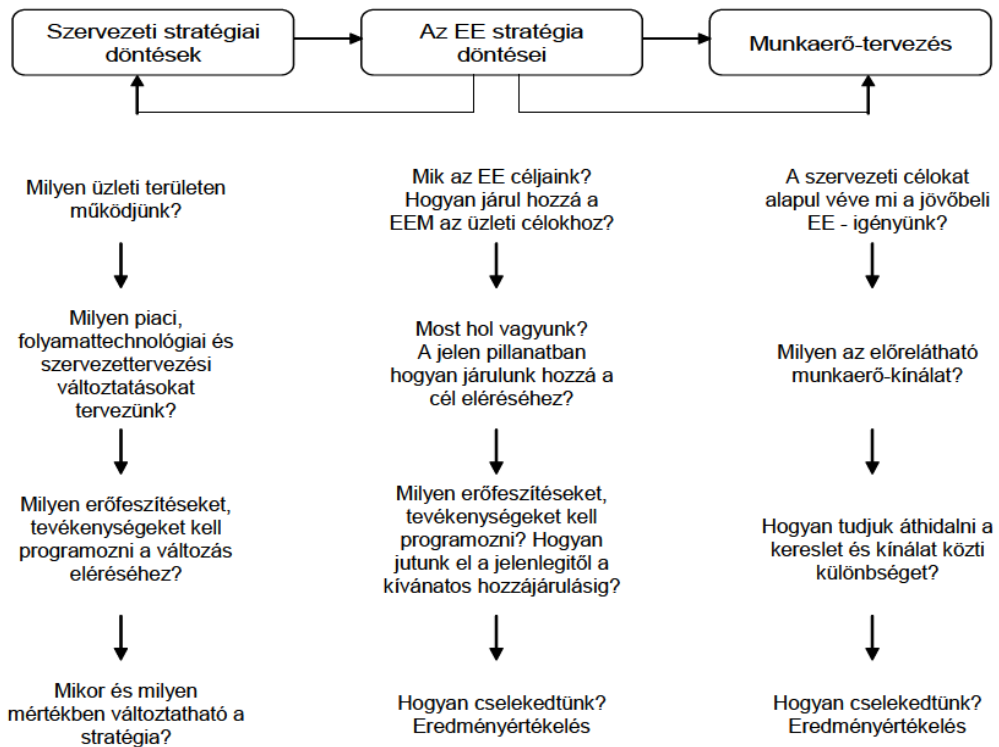 Szervezeti stratégiai
döntések
Az EE stratégia
döntései
Munkaerő-tervezés
Milyen üzleti területen
működjünk?
Milyen piaci,
folyamattechnológiai és
szervezettervezési
változtatásokat
tervezünk?
Milyen erőfeszítéseket,
tevékenységeket kell
programozni a változás
eléréséhez?
Mikor és milyen
mértékben változtatható a
stratégia?
Mik az EE céljaink?
Hogyan járul hozzá a
EEM az üzleti célokhoz?
Most hol vagyunk?
A jelen pillanatban
hogyan járulunk hozzá a
cél eléréséhez?
Milyen erőfeszítéseket,
tevékenységeket kell
programozni? Hogyan
jutunk el a jelenlegitől a
kívánatos hozzájárulásig?
Hogyan cselekedtünk?
Eredményértékelés
A szervezeti célokat
alapul véve mi a jövőbeli
EE - igényünk?
Milyen az előrelátható
munkaerő-kínálat?
Hogyan tudjuk áthidalni a
kereslet és kínálat közti
különbséget?
Hogyan cselekedtünk?
Eredményértékelés